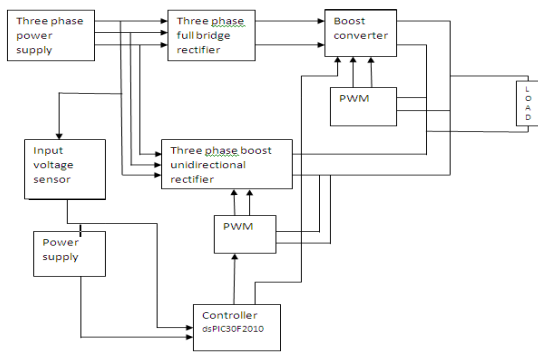 Three phase
power
supply
Three phase
full bridge
rectifier
Boost
converter
PWM
L
O
A
D
Input
voltage
sensor
Three phase boost
unidirectional
rectifier
PWM
Power
supply
Controller
dsPIC30F2010